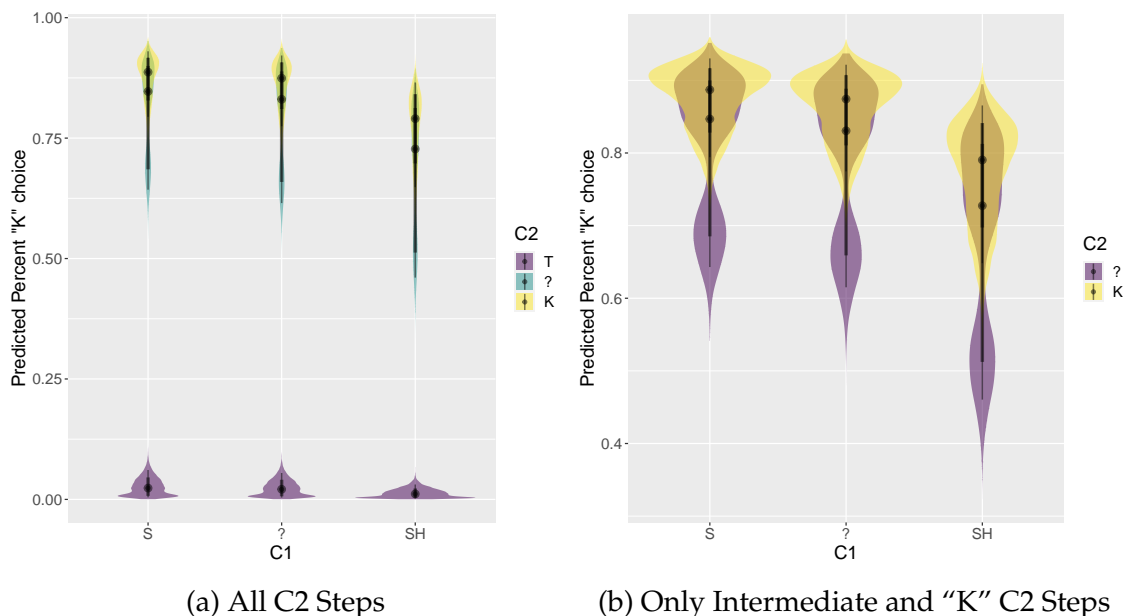 Predicted Percent "K" choice
1.00
0.75
0.50
0.25
0.00
S ? SH
C1
C2
T
?
K
(a) All C2 Steps
Predicted Percent "K" choice
0.8
0.6
0.4
S ? SH
C1
C2
?
K
(b) Only Intermediate and “K” C2 Steps